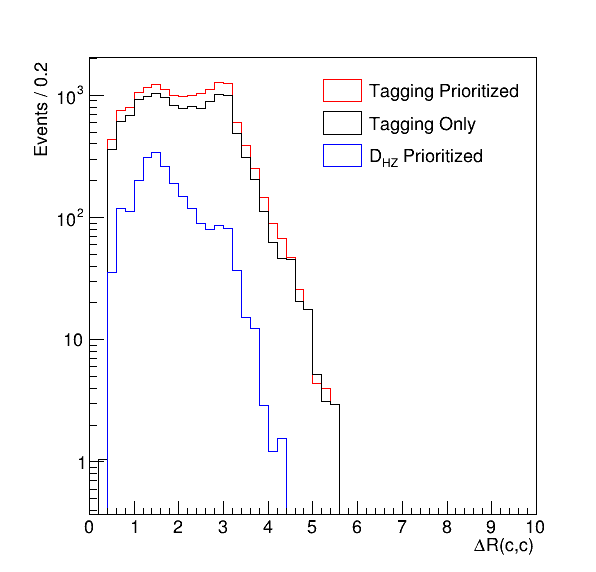 Events / 0.2
10³
10²
10
1
Tagging Prioritized
Tagging Only
D_HZ Prioritized
0 1 2 3 4 5 6 7 8 9 10
ΔR(c,c)